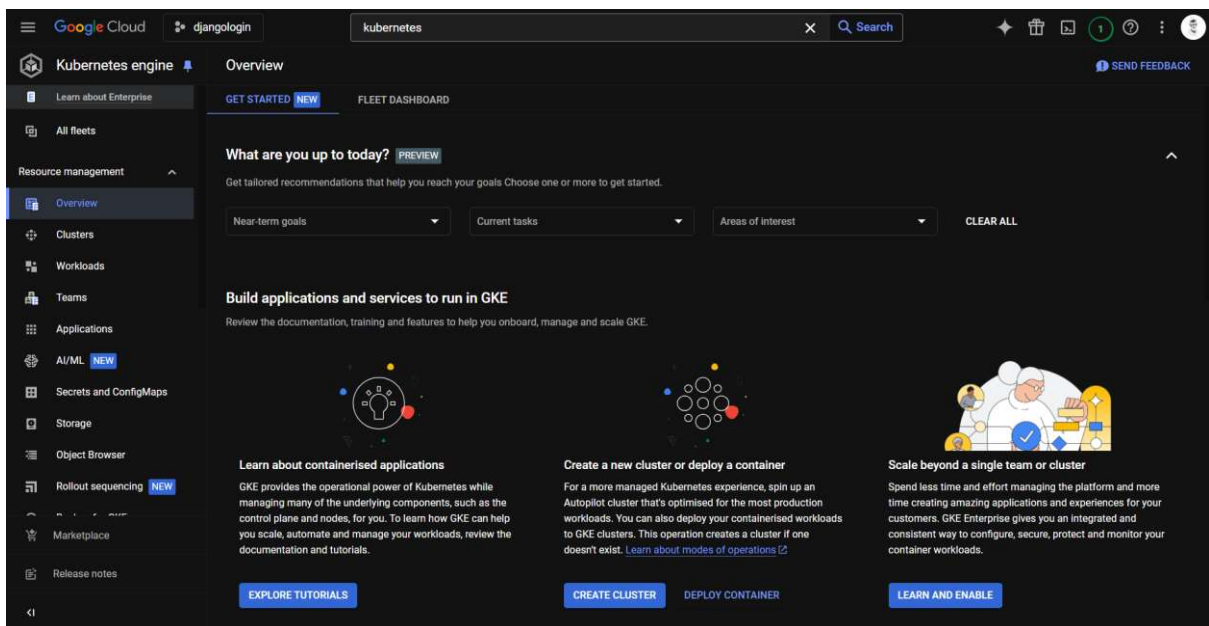 Google Cloud
djangologin
kubernetes
Search
1
Kubernetes engine
Overview
SEND FEEDBACK
Learn about Enterprise
All fleets
Resource management
Overview
Clusters
Workloads
Teams
Applications
AI/ML NEW
Secrets and ConfigMaps
Storage
Object Browser
Rollout sequencing NEW
Marketplace
Release notes
GET STARTED NEW
FLEET DASHBOARD
What are you up to today? PREVIEW
Get tailored recommendations that help you reach your goals Choose one or more to get started.
Near-term goals
Current tasks
Areas of interest
CLEAR ALL
Build applications and services to run in GKE
Review the documentation, training and features to help you onboard, manage and scale GKE.
Learn about containerised applications
GKE provides the operational power of Kubernetes while
managing many of the underlying components, such as the
control plane and nodes, for you. To learn how GKE can help
you scale, automate and manage your workloads, review the
documentation and tutorials.
EXPLORE TUTORIALS
Create a new cluster or deploy a container
For a more managed Kubernetes experience, spin up an
Autopilot cluster that's optimised for the most production
workloads. You can also deploy your containerised workloads
to GKE clusters. This operation creates a cluster if one
doesn't exist. Learn about modes of operations
CREATE CLUSTER
DEPLOY CONTAINER
Scale beyond a single team or cluster
Spend less time and effort managing the platform and more
time creating amazing applications and experiences for your
customers. GKE Enterprise gives you an integrated and
consistent way to configure, secure, protect and monitor your
container workloads.
LEARN AND ENABLE